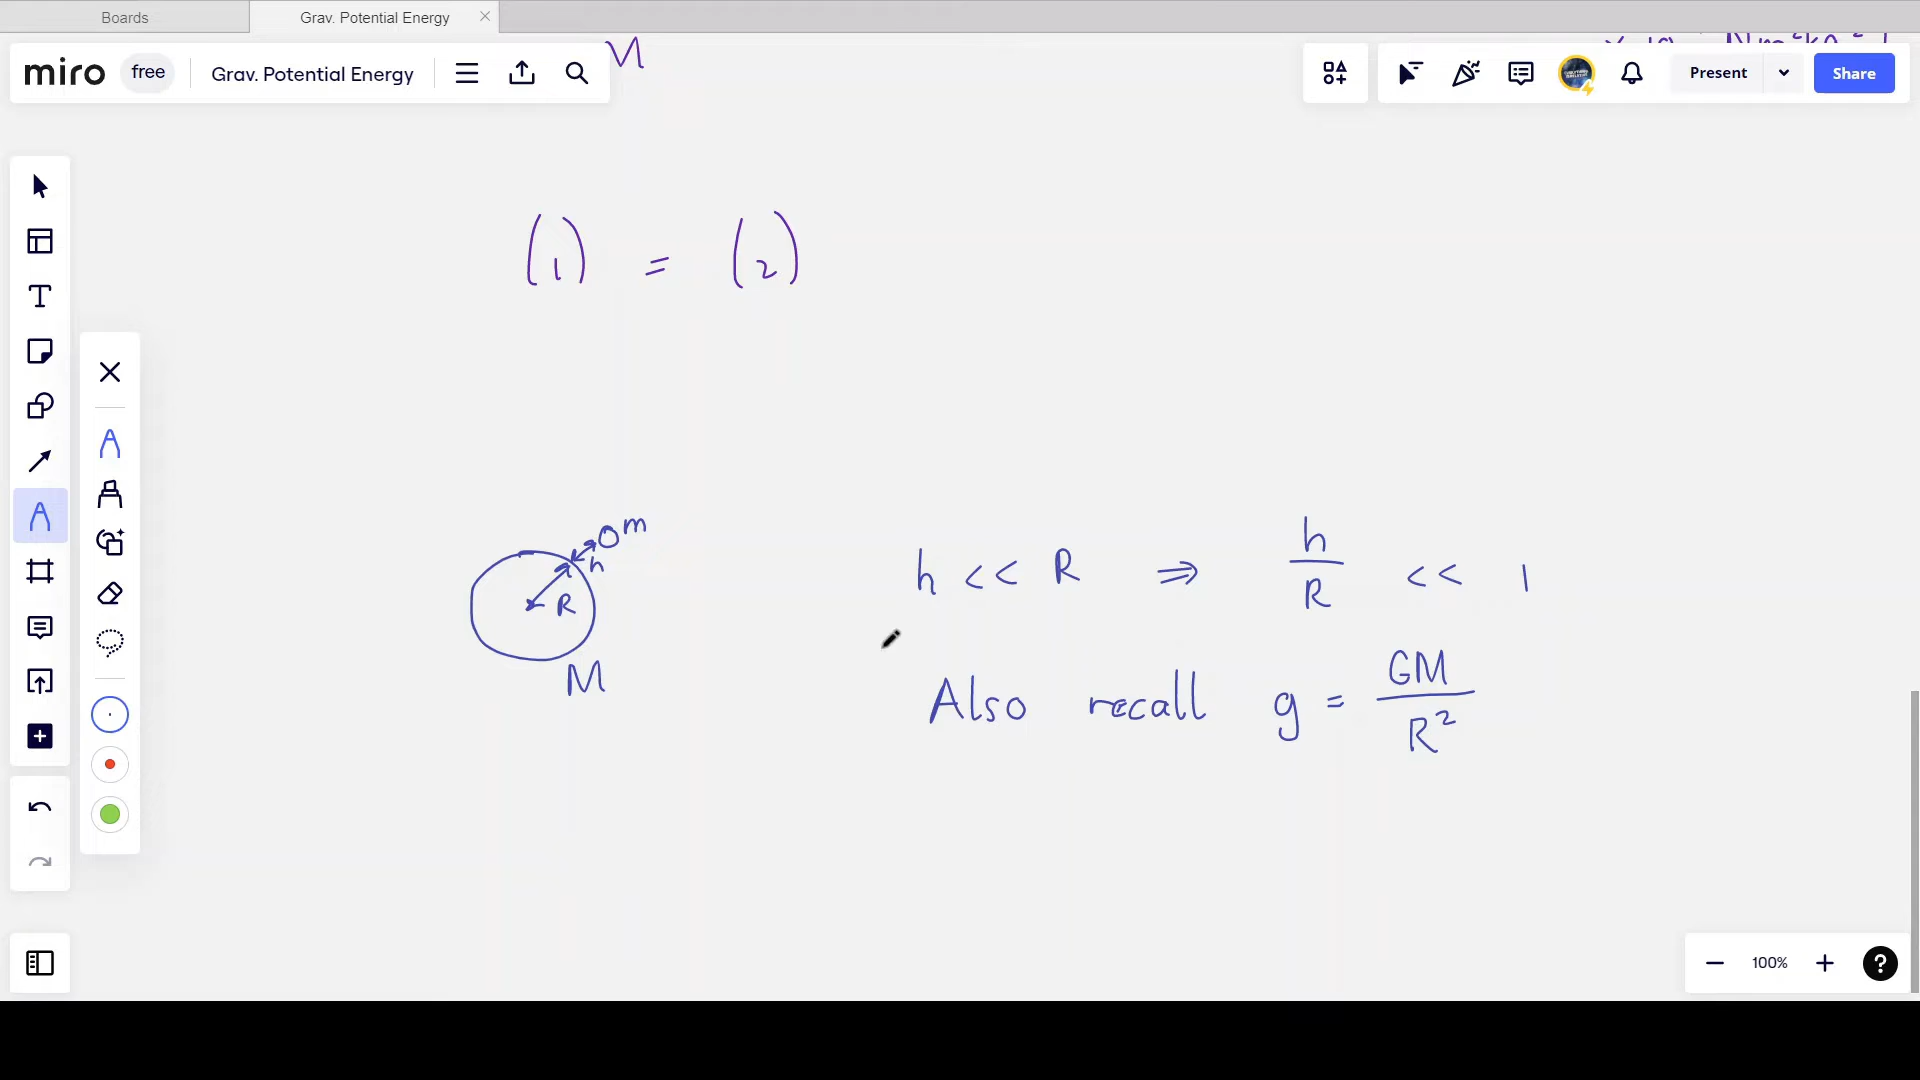 Boards
Grav. Potential Energy
M
miro free Grav. Potential Energy
Present
Share
(1) = (2)
m
h
R
M
h << R ⇒ h/R << 1
Also recall g = GM/R²
100%
?